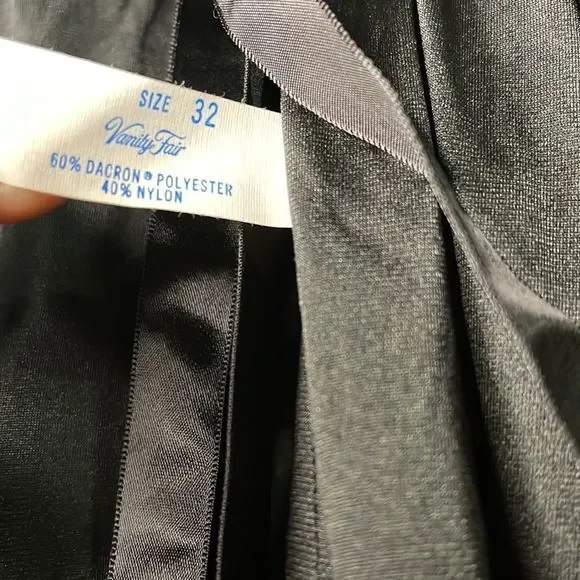 SIZE 32
Vanity Fair
60% DACRON® POLYESTER
40% NYLON